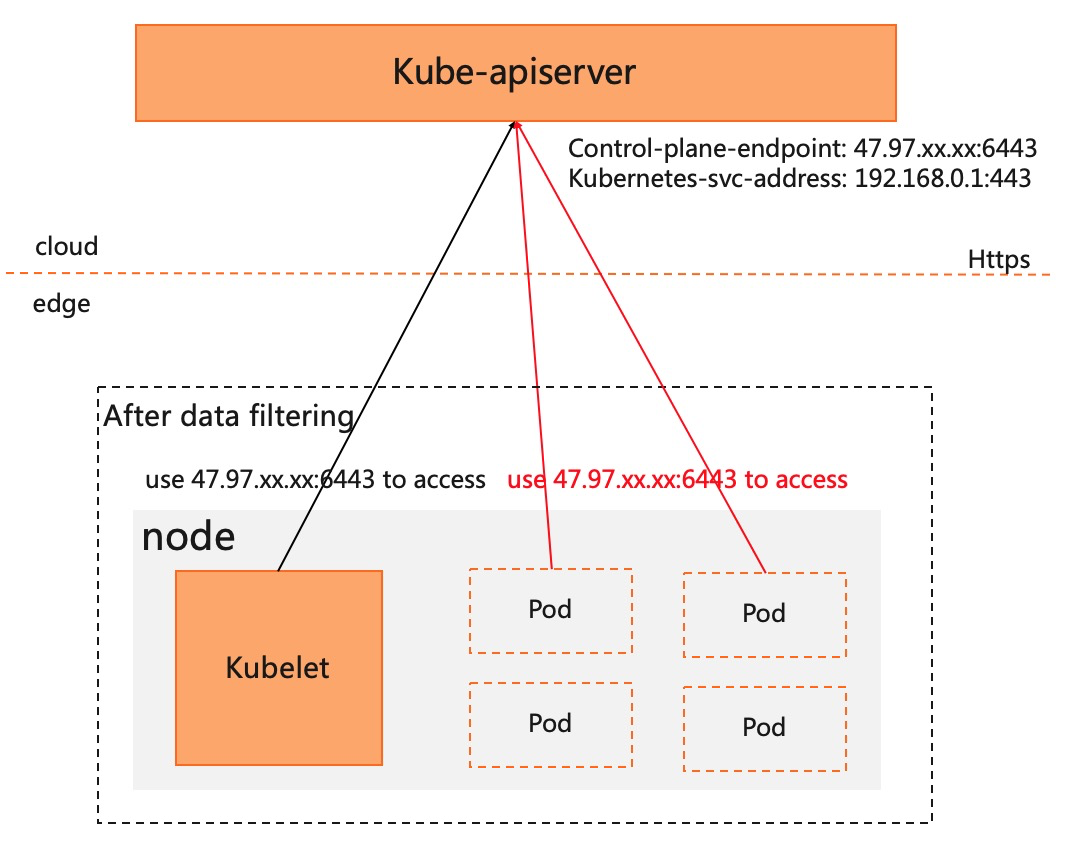 Kube-apiserver
Control-plane-endpoint: 47.97.xx.xx:6443
Kubernetes-svc-address: 192.168.0.1:443
cloud
Https
edge
After data filtering
use 47.97.xx.xx:6443 to access
use 47.97.xx.xx:6443 to access
node
Kubelet
Pod
Pod
Pod
Pod